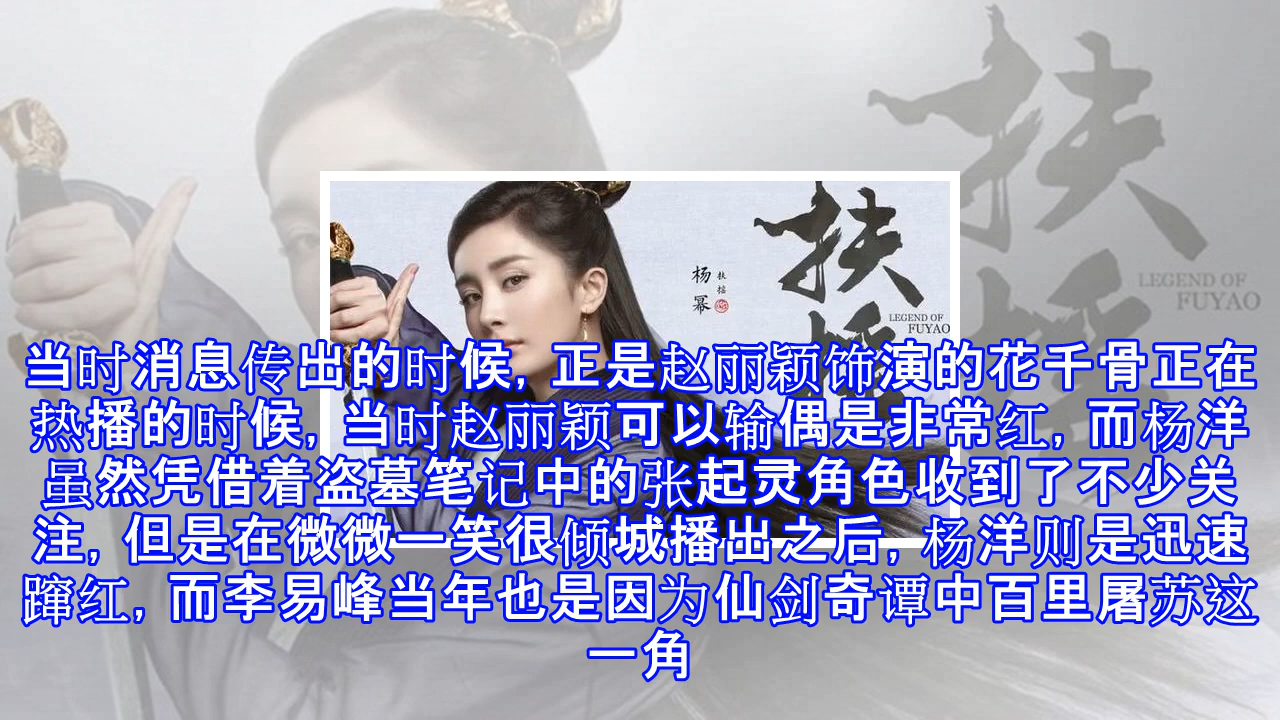 扶摇
LEGEND OF
FUYAO
扶摇
杨幂
扶摇
LEGEND OF
FUYAO
当时消息传出的时候, 正是赵丽颖饰演的花千骨正在
热播的时候, 当时赵丽颖可以输偶是非常红, 而杨洋
虽然凭借着盗墓笔记中的张起灵角色收到了不少关
注, 但是在微微一笑很倾城播出之后, 杨洋则是迅速
蹿红, 而李易峰当年也是因为仙剑奇谭中百里屠苏这
一角